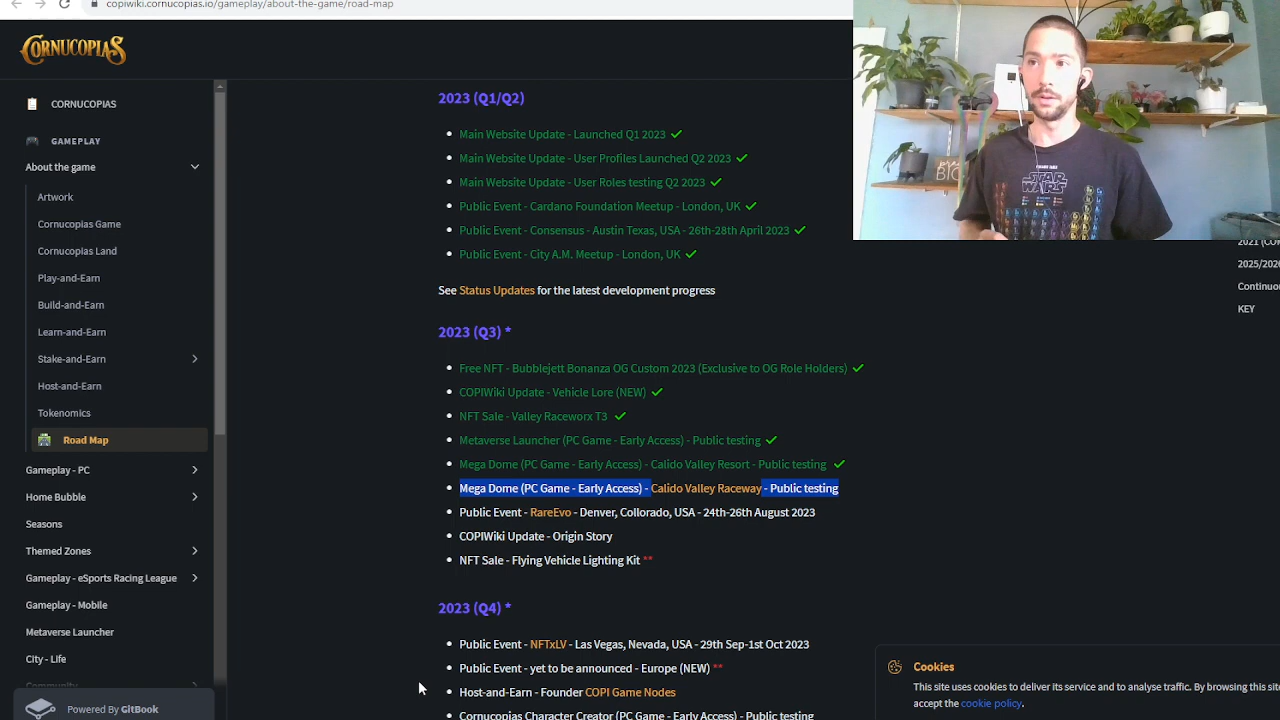 copiwiki.cornucopias.io/gameplay/about-the-game/road-map
CORNUCOPIAS
CORNUCOPIAS
GAMEPLAY
About the game
Artwork
Cornucopias Game
Cornucopias Land
Play-and-Earn
Build-and-Earn
Learn-and-Earn
Stake-and-Earn
Host-and-Earn
Tokenomics
Road Map
Gameplay - PC
Home Bubble
Seasons
Themed Zones
Gameplay - eSports Racing League
Gameplay - Mobile
Metaverse Launcher
City - Life
Community
Powered By GitBook
2023 (Q1/Q2)
Main Website Update - Launched Q1 2023 ✔
Main Website Update - User Profiles Launched Q2 2023 ✔
Main Website Update - User Roles testing Q2 2023 ✔
Public Event - Cardano Foundation Meetup - London, UK ✔
Public Event - Consensus - Austin Texas, USA - 26th-28th April 2023 ✔
Public Event - City A.M. Meetup - London, UK ✔
See Status Updates for the latest development progress
2023 (Q3) *
Free NFT - Bubblejett Bonanza OG Custom 2023 (Exclusive to OG Role Holders) ✔
COPIWiki Update - Vehicle Lore (NEW) ✔
NFT Sale - Valley Raceworx T3 ✔
Metaverse Launcher (PC Game - Early Access) - Public testing ✔
Mega Dome (PC Game - Early Access) - Calido Valley Resort - Public testing ✔
Mega Dome (PC Game - Early Access) - Calido Valley Raceway - Public testing
Public Event - RareEvo - Denver, Collorado, USA - 24th-26th August 2023
COPIWiki Update - Origin Story
NFT Sale - Flying Vehicle Lighting Kit **
2023 (Q4) *
Public Event - NFTxLV - Las Vegas, Nevada, USA - 29th Sep-1st Oct 2023
Public Event - yet to be announced - Europe (NEW) **
Host-and-Earn - Founder COPI Game Nodes
Cornucopias Character Creator (PC Game - Early Access) - Public testing
STAR
WARS
BIG
2021 (CO
2025/2026
Continuou
KEY
Cookies
This site uses cookies to deliver its service and to analyse traffic. By browsing this site
accept the cookie policy.